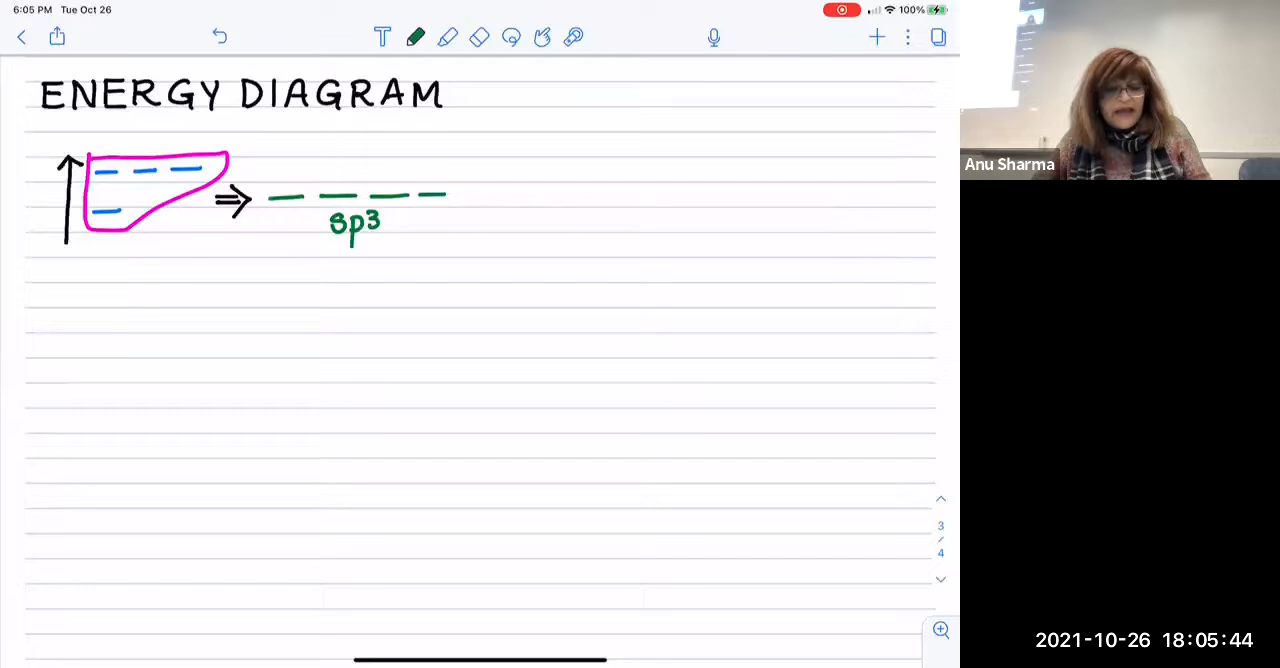 6:05 PM Tue Oct 26
100%
T
ENERGY DIAGRAM
sp3
Anu Sharma
3
/
4
2021-10-26 18:05:44